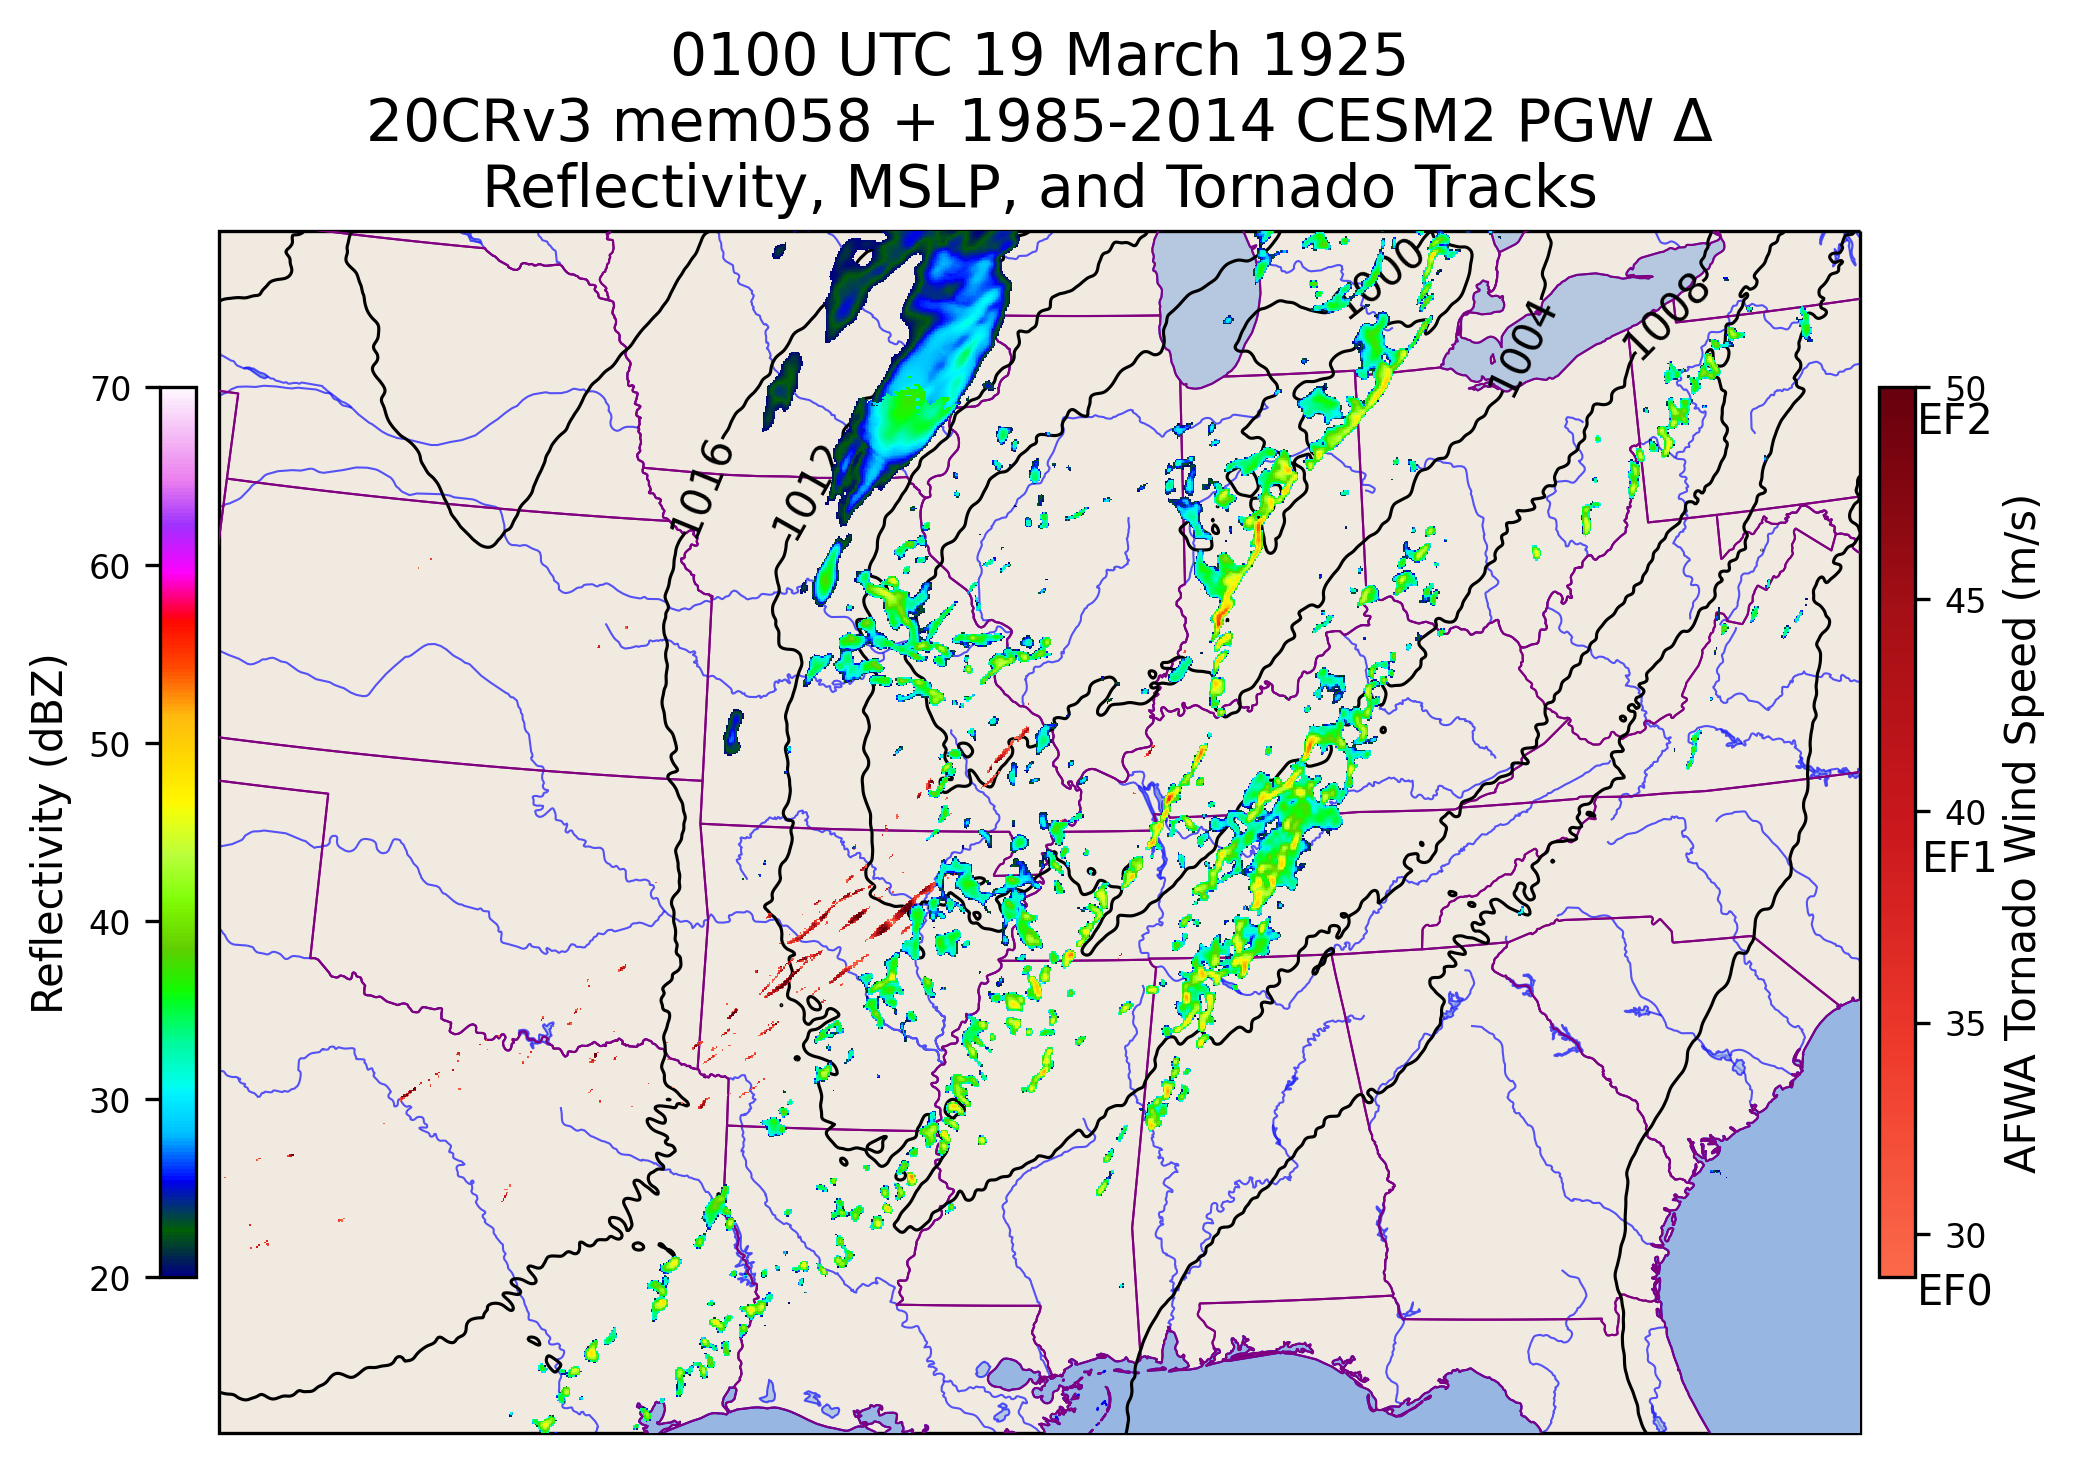 0100 UTC 19 March 1925
20CRv3 mem058 + 1985-2014 CESM2 PGW Δ
Reflectivity, MSLP, and Tornado Tracks
1000
1004
1008
1012
1016
Reflectivity (dBZ)
70
60
50
40
30
20
50
EF2
45
40
EF1
35
30
EF0
AFWA Tornado Wind Speed (m/s)